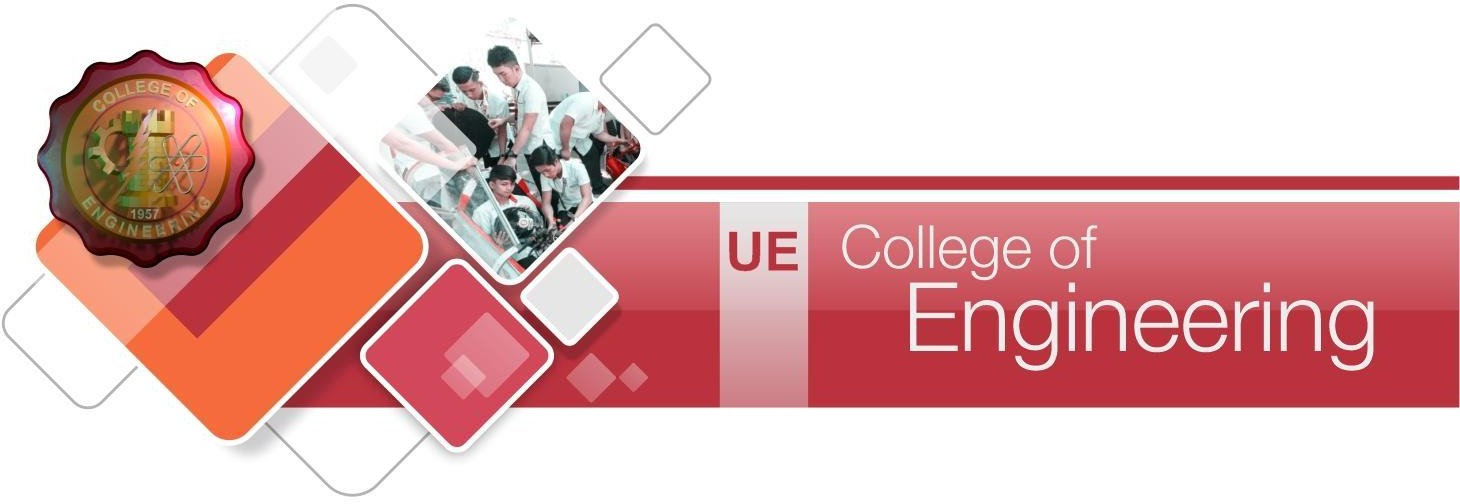 COLLEGE OF
1957
ENGINEERING
UE
College of
Engineering